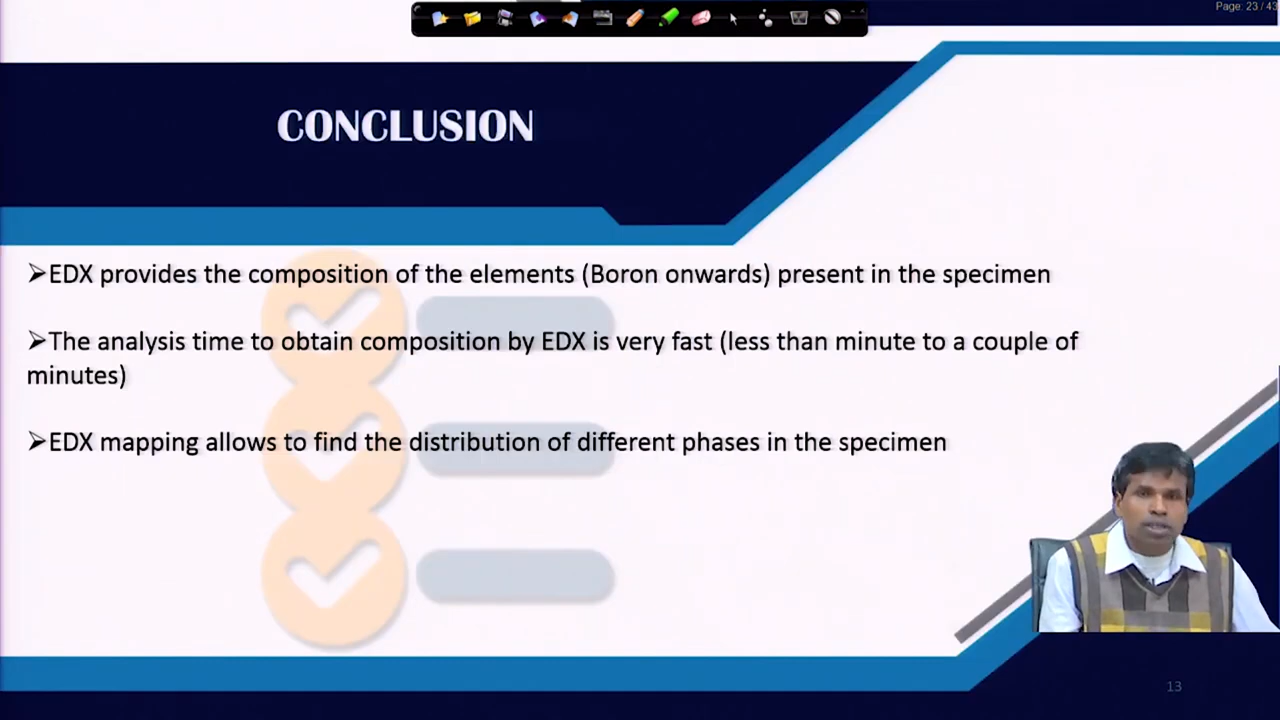 Page: 23 / 43
CONCLUSION
➢EDX provides the composition of the elements (Boron onwards) present in the specimen
➢The analysis time to obtain composition by EDX is very fast (less than minute to a couple of
minutes)
➢EDX mapping allows to find the distribution of different phases in the specimen
13